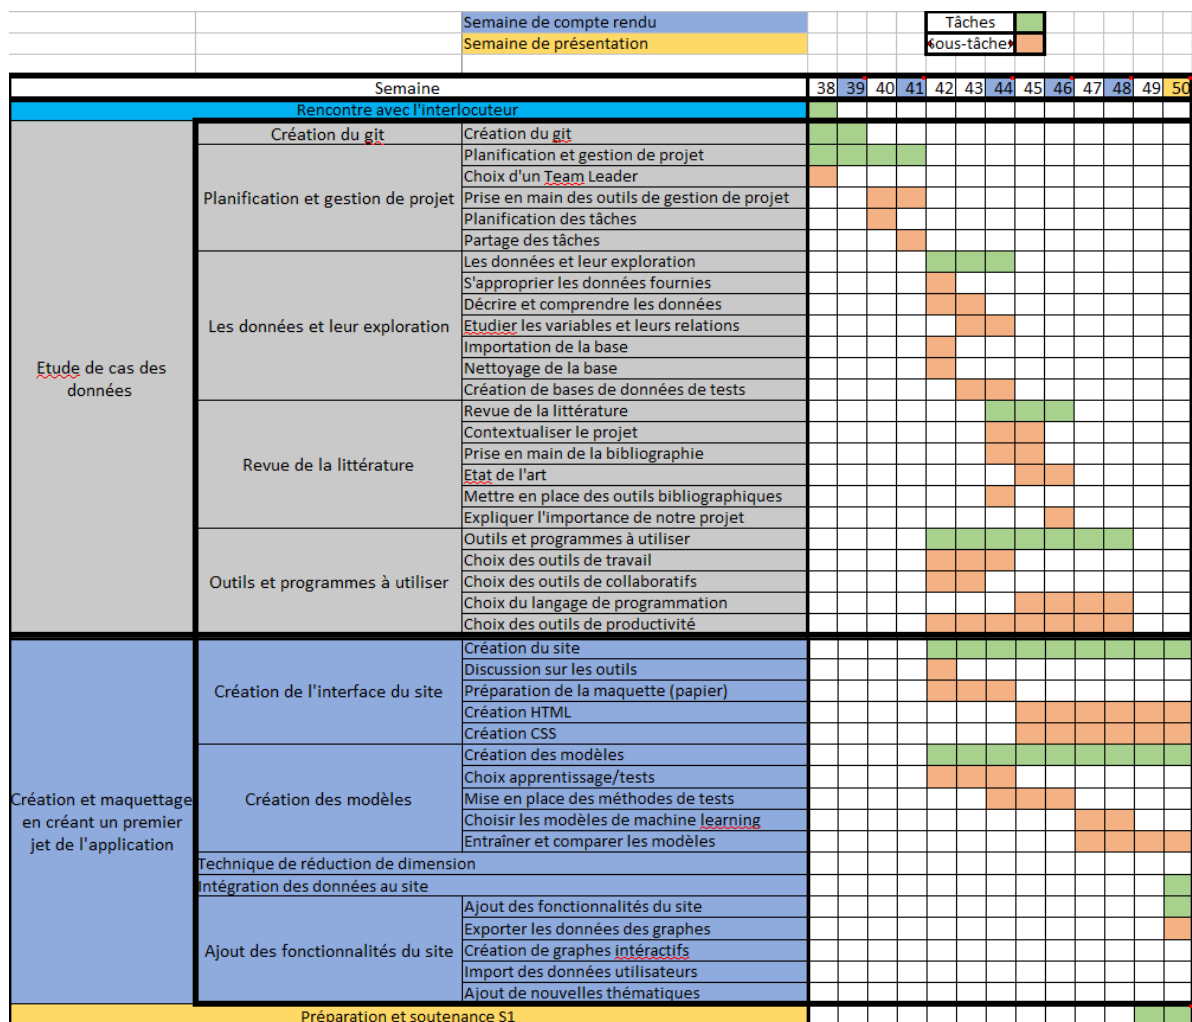 Semaine de compte rendu
Tâches
Semaine de présentation
Sous-tâches
Semaine 38 39 40 41 42 43 44 45 46 47 48 49 50
Rencontre avec l'interlocuteur
Création du git
Création du git
Planification et gestion de projet
Choix d'un Team Leader
Planification et gestion de projet
Prise en main des outils de gestion de projet
Planification des tâches
Partage des tâches
Les données et leur exploration
S'approprier les données fournies
Décrire et comprendre les données
Les données et leur exploration
Etudier les variables et leurs relations
Importation de la base
Etude de cas des
données
Nettoyage de la base
Création de bases de données de tests
Revue de la littérature
Contextualiser le projet
Prise en main de la bibliographie
Revue de la littérature
Etat de l'art
Mettre en place des outils bibliographiques
Expliquer l'importance de notre projet
Outils et programmes à utiliser
Choix des outils de travail
Outils et programmes à utiliser
Choix des outils de collaboratifs
Choix du langage de programmation
Choix des outils de productivité
Création du site
Discussion sur les outils
Création de l'interface du site
Préparation de la maquette (papier)
Création HTML
Création CSS
Création des modèles
Choix apprentissage/tests
Création et maquettage
en créant un premier
jet de l'application
Création des modèles
Mise en place des méthodes de tests
Choisir les modèles de machine learning
Entraîner et comparer les modèles
Technique de réduction de dimension
Intégration des données au site
Ajout des fonctionnalités du site
Exporter les données des graphes
Ajout des fonctionnalités du site
Création de graphes intéractifs
Import des données utilisateurs
Ajout de nouvelles thématiques
Préparation et soutenance S1